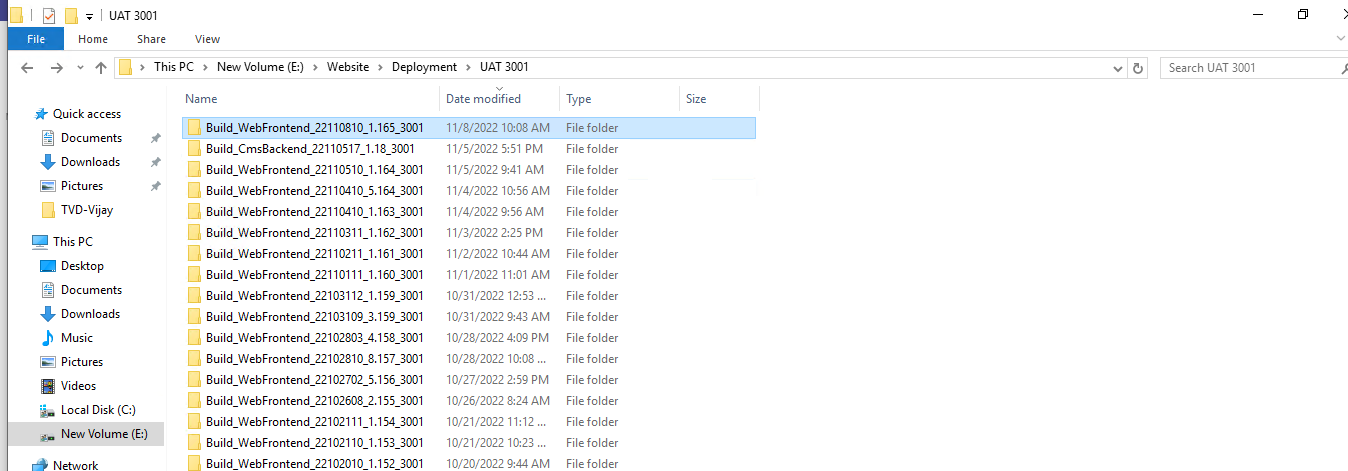 UAT 3001
File Home Share View
This PC New Volume (E:) Website Deployment UAT 3001 Search UAT 3001
Name Date modified Type Size
Quick access
Documents
Downloads
Pictures
TVD-Vijay
This PC
Desktop
Documents
Downloads
Music
Pictures
Videos
Local Disk (C:)
New Volume (E:)
Network
Build_WebFrontend_22110810_1.165_3001 11/8/2022 10:08 AM File folder
Build_CmsBackend_22110517_1.18_3001 11/5/2022 5:51 PM File folder
Build_WebFrontend_22110510_1.164_3001 11/5/2022 9:41 AM File folder
Build_WebFrontend_22110410_5.164_3001 11/4/2022 10:56 AM File folder
Build_WebFrontend_22110410_1.163_3001 11/4/2022 9:56 AM File folder
Build_WebFrontend_22110311_1.162_3001 11/3/2022 2:25 PM File folder
Build_WebFrontend_22110211_1.161_3001 11/2/2022 10:44 AM File folder
Build_WebFrontend_22110111_1.160_3001 11/1/2022 11:01 AM File folder
Build_WebFrontend_22103112_1.159_3001 10/31/2022 12:53 ... File folder
Build_WebFrontend_22103109_3.159_3001 10/31/2022 9:43 AM File folder
Build_WebFrontend_22102803_4.158_3001 10/28/2022 4:09 PM File folder
Build_WebFrontend_22102810_8.157_3001 10/28/2022 10:08 ... File folder
Build_WebFrontend_22102702_5.156_3001 10/27/2022 2:59 PM File folder
Build_WebFrontend_22102608_2.155_3001 10/26/2022 8:24 AM File folder
Build_WebFrontend_22102111_1.154_3001 10/21/2022 11:12 ... File folder
Build_WebFrontend_22102110_1.153_3001 10/21/2022 10:23 ... File folder
Build_WebFrontend_22102010_1.152_3001 10/20/2022 9:44 AM File folder